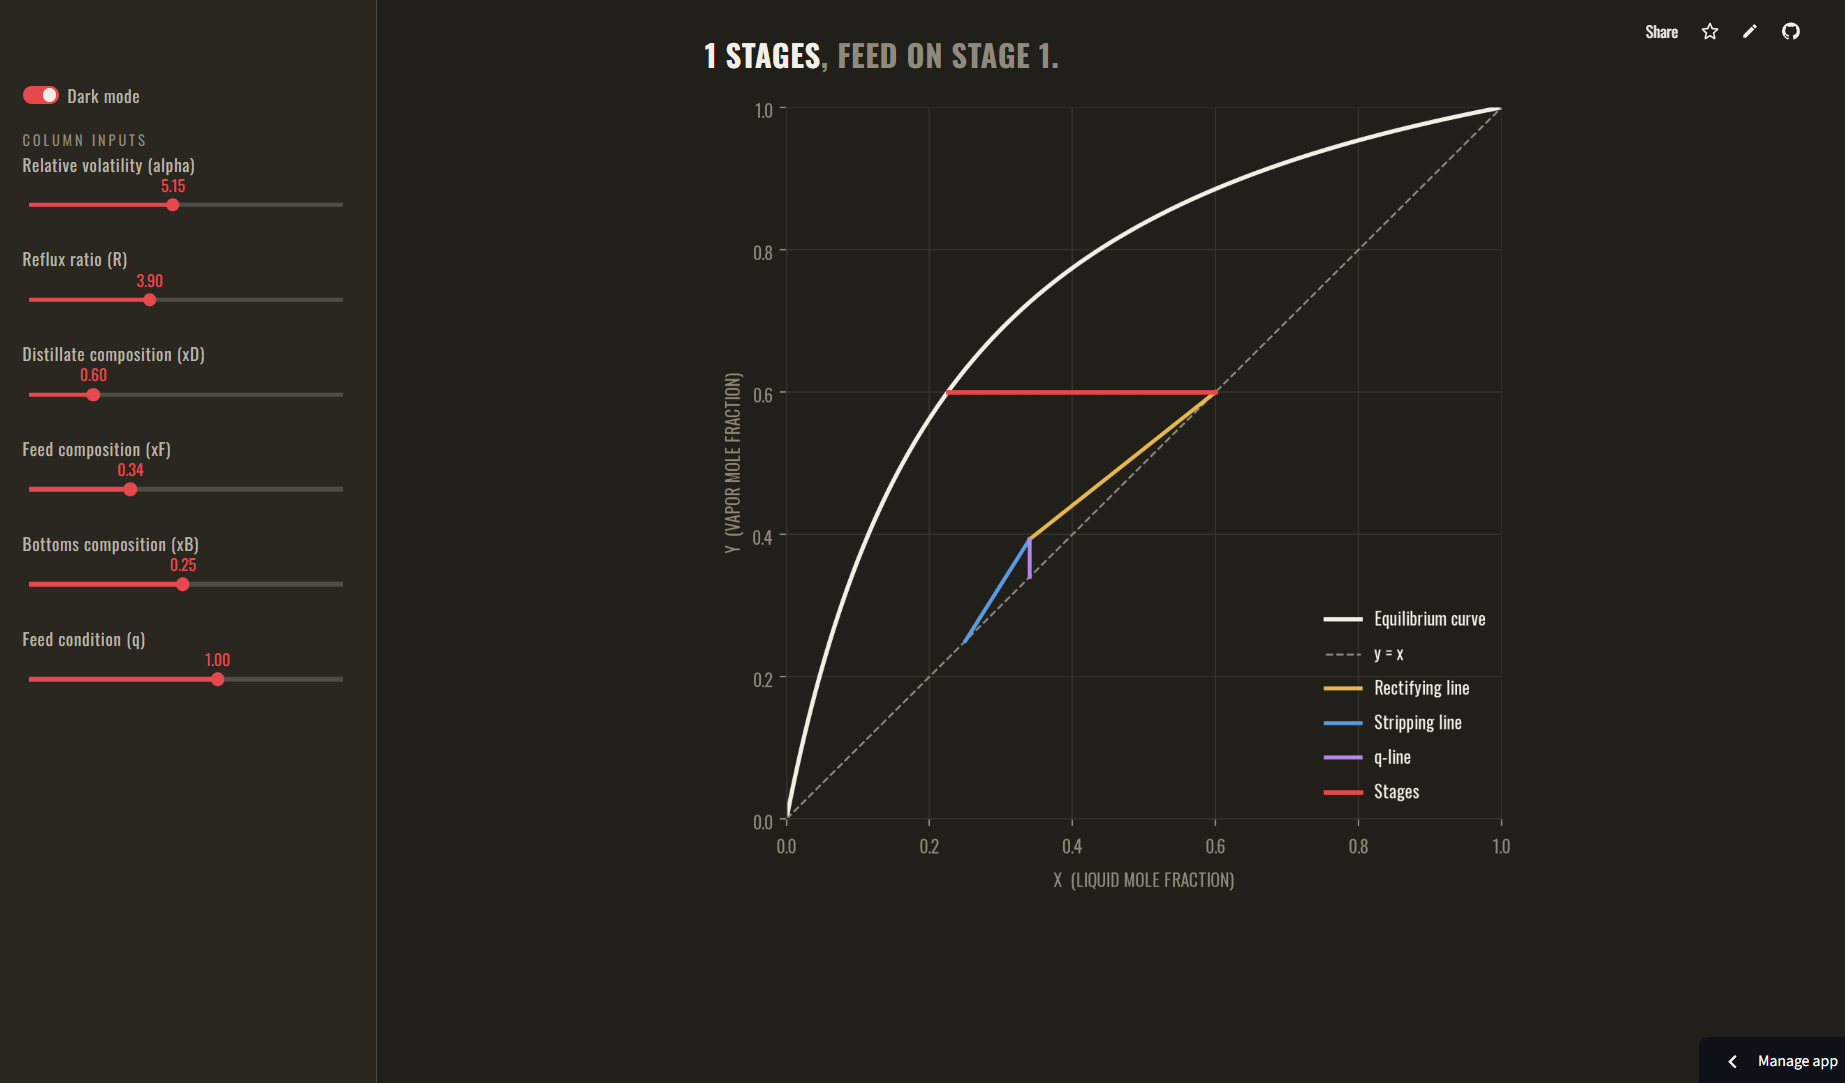 Share
1 STAGES, FEED ON STAGE 1.
Dark mode
COLUMN INPUTS
Relative volatility (alpha)
5.15
Reflux ratio (R)
3.90
Distillate composition (xD)
0.60
Feed composition (xF)
0.34
Bottoms composition (xB)
0.25
Feed condition (q)
1.00
1.0
0.8
0.6
0.4
0.2
0.0
Y (VAPOR MOLE FRACTION)
0.0 0.2 0.4 0.6 0.8 1.0
X (LIQUID MOLE FRACTION)
Equilibrium curve
y = x
Rectifying line
Stripping line
q-line
Stages
Manage app